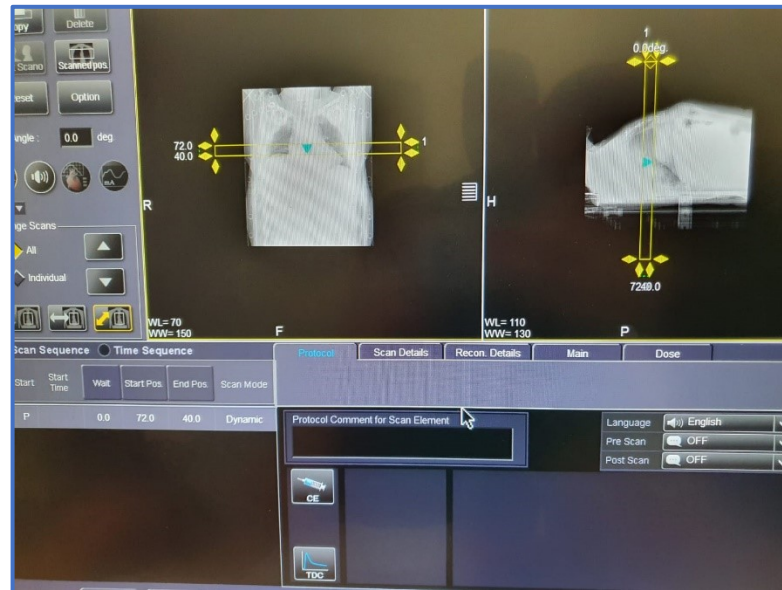 opy Delete
Scano Scanned pos.
eset Option
Angle : 0.0 deg.
mA
nge Scans
All
Individual
72.0
40.0
1
R
WL= 70
WW= 150
F
1
0.0deg.
H
WL= 110
WW= 130
P
Scan Sequence Time Sequence
Start Start Time Wait Start Pos. End Pos. Scan Mode
P 0.0 72.0 40.0 Dynamic
Protocol Scan Details Recon. Details Main Dose
Protocol Comment for Scan Element
Language English
Pre Scan OFF
Post Scan OFF
CE
TDC